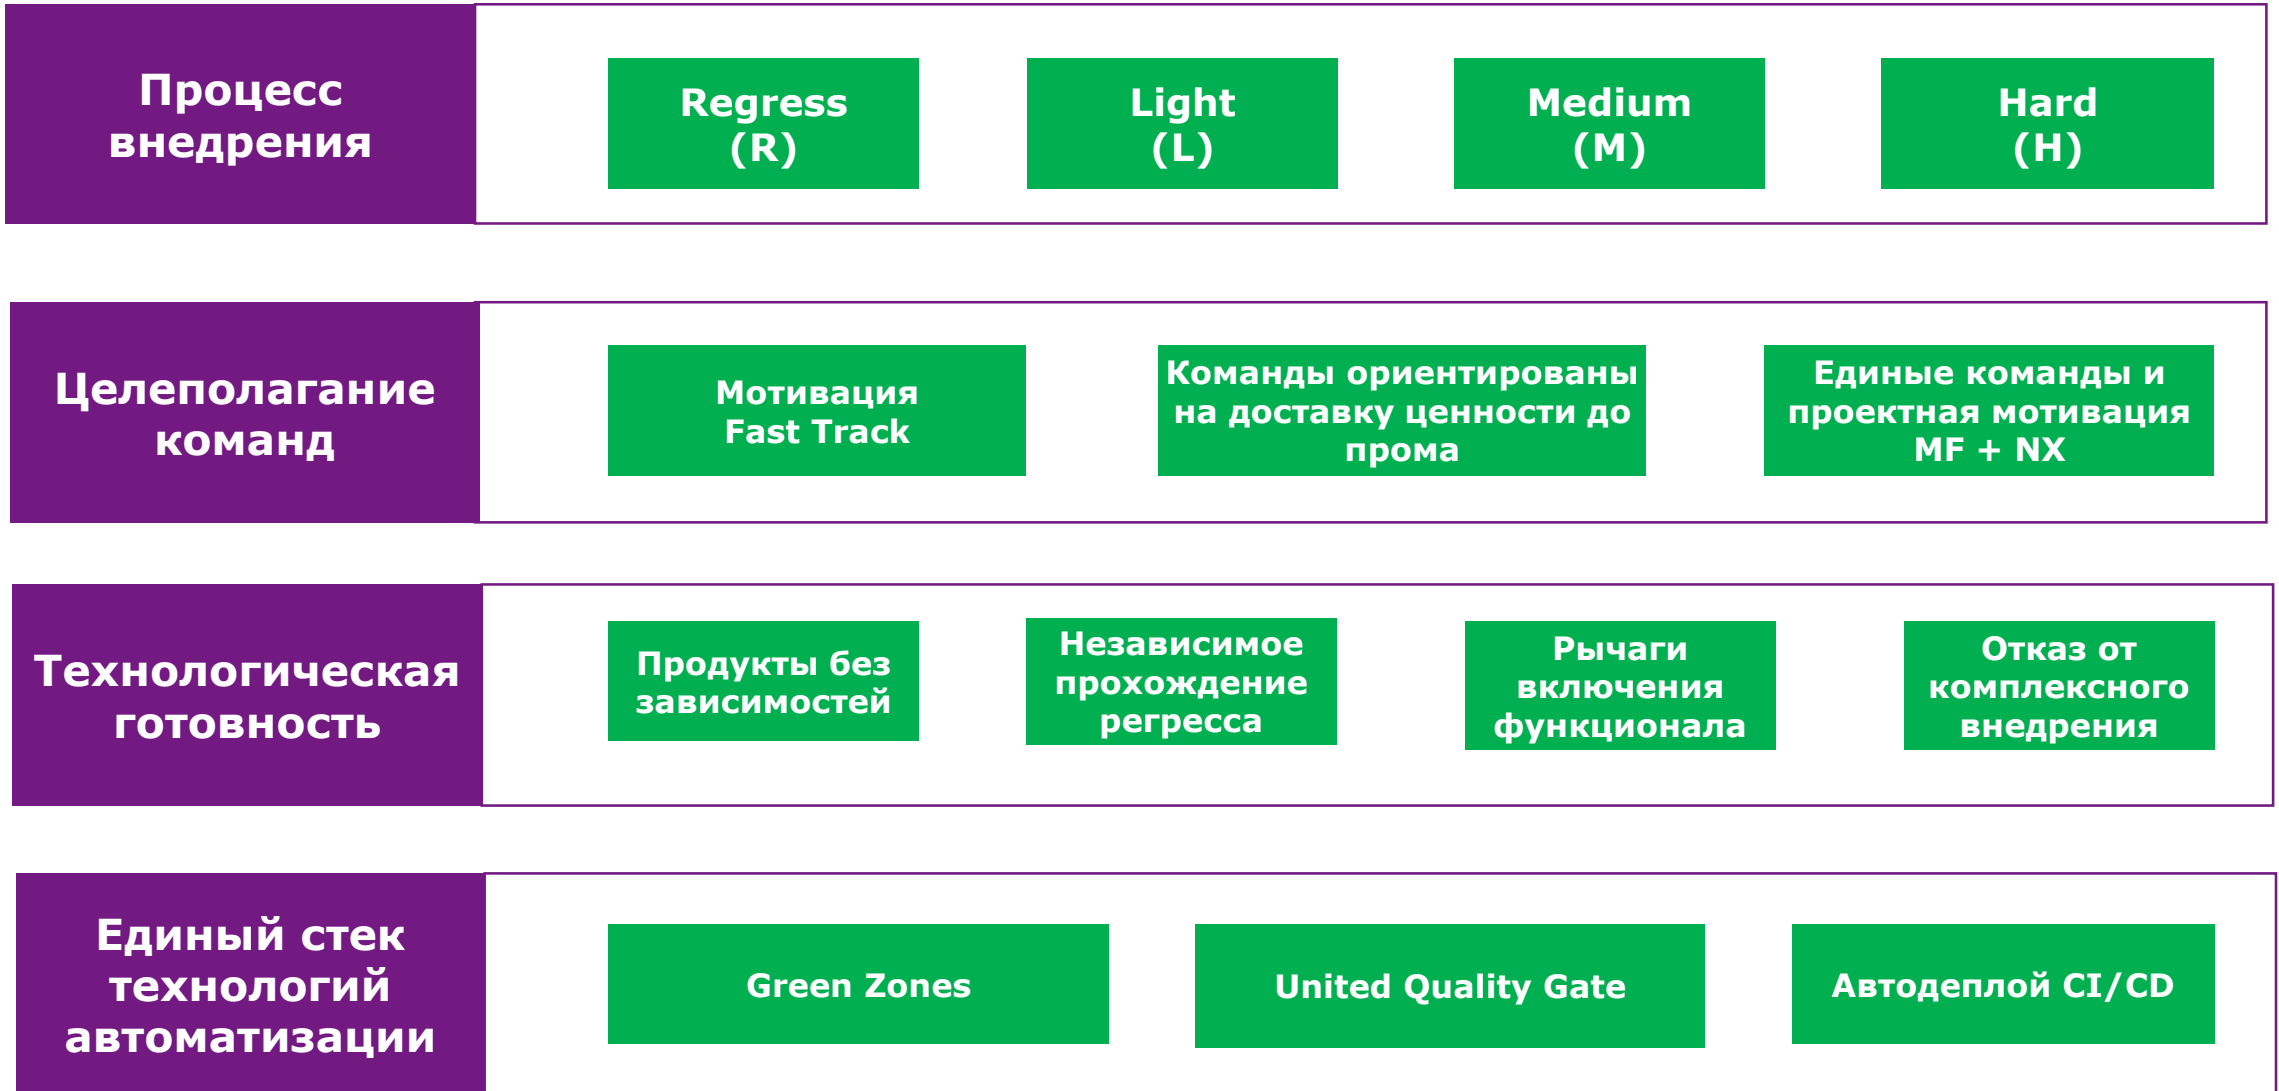 Процесс
внедрения
Regress
(R)
Light
(L)
Medium
(M)
Hard
(H)
Целеполагание
команд
Мотивация
Fast Track
Команды ориентированы
на доставку ценности до
прома
Единые команды и
проектная мотивация
MF + NX
Технологическая
готовность
Продукты без
зависимостей
Независимое
прохождение
регресса
Рычаги
включения
функционала
Отказ от
комплексного
внедрения
Единый стек
технологий
автоматизации
Green Zones
United Quality Gate
Автодеплой CI/CD